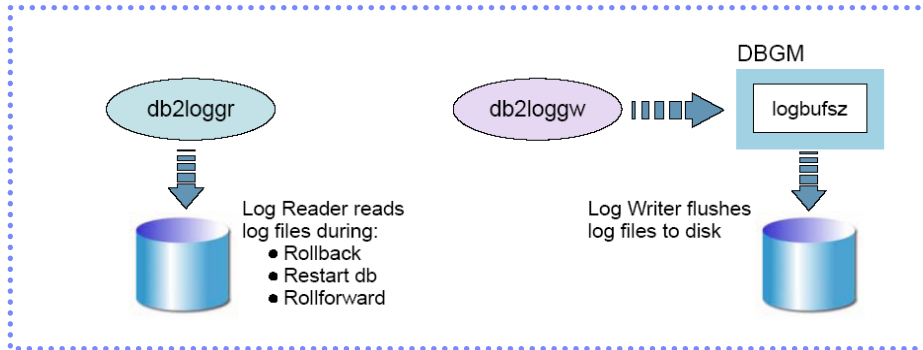 DBGM
db2loggr
db2loggw
logbufsz
Log Reader reads
log files during:
● Rollback
● Restart db
● Rollforward
Log Writer flushes
log files to disk